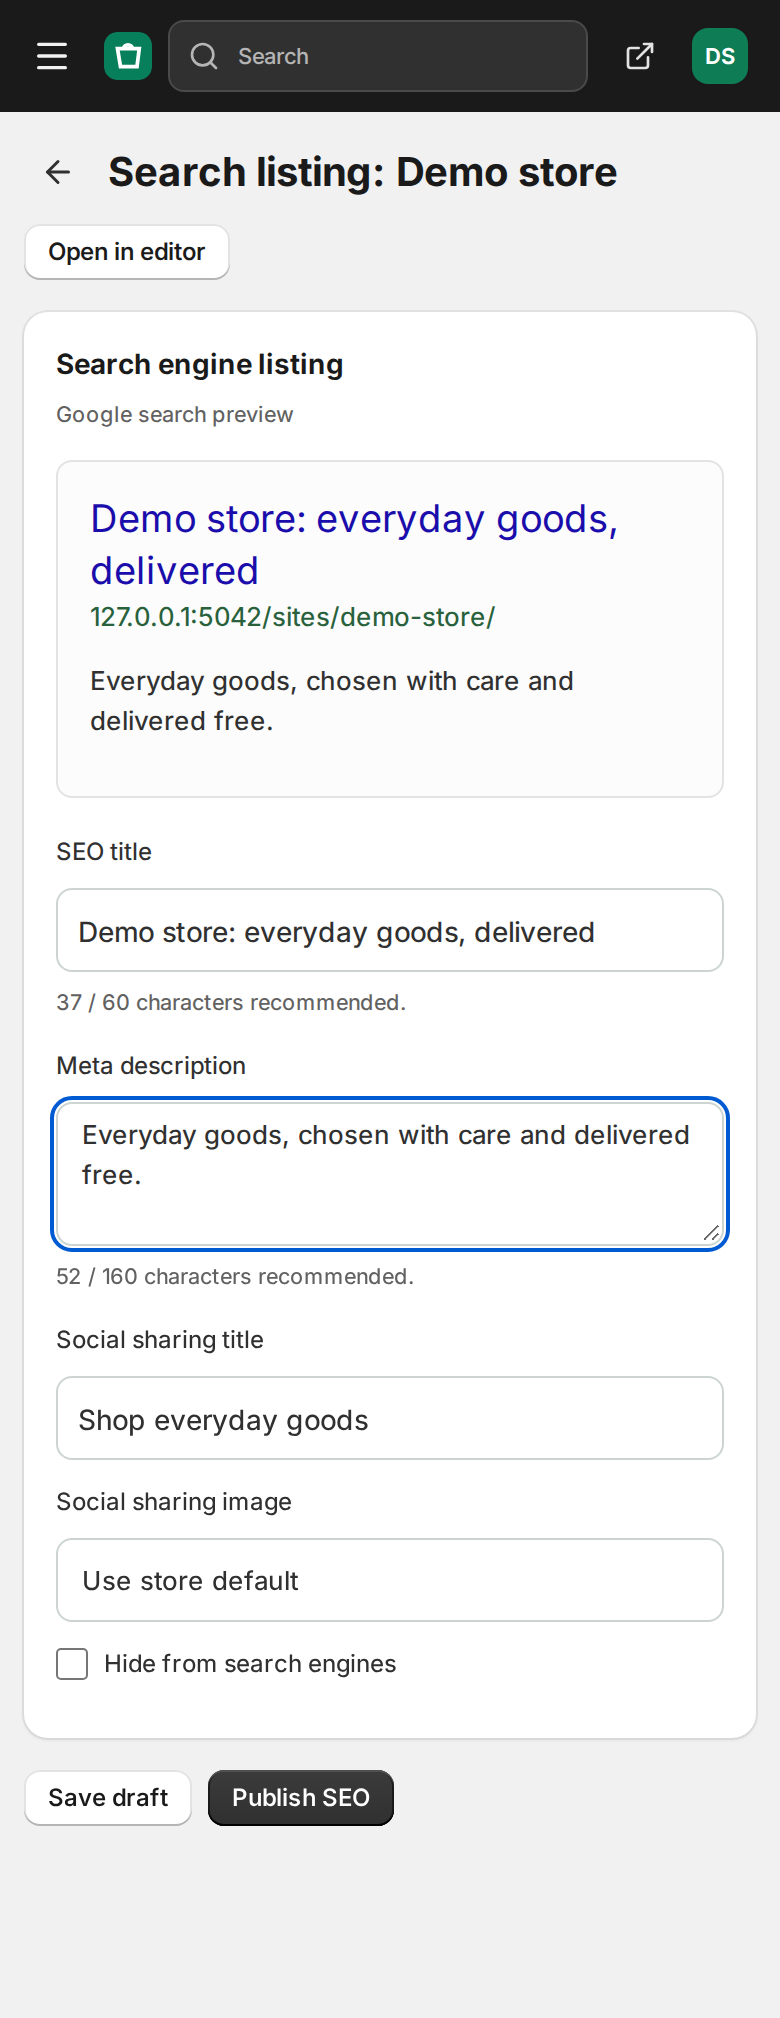 Search
DS
Search listing: Demo store
Open in editor
Search engine listing
Google search preview
Demo store: everyday goods,
delivered
127.0.0.1:5042/sites/demo-store/
Everyday goods, chosen with care and
delivered free.
SEO title
Demo store: everyday goods, delivered
37 / 60 characters recommended.
Meta description
Everyday goods, chosen with care and delivered
free.
52 / 160 characters recommended.
Social sharing title
Shop everyday goods
Social sharing image
Use store default
Hide from search engines
Save draft
Publish SEO